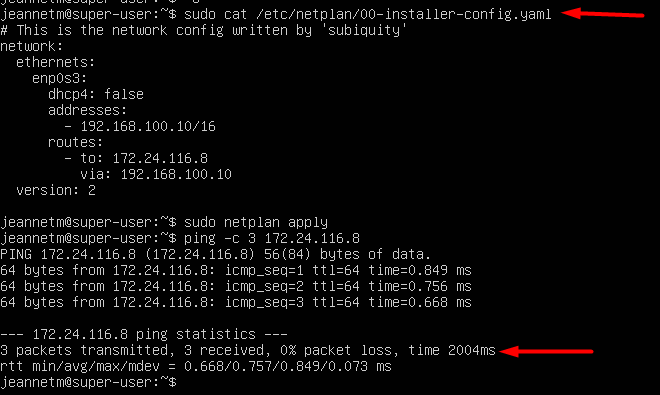 jeannetm@super-user:~$ sudo cat /etc/netplan/00-installer-config.yaml
# This is the network config written by 'subiquity'
network:
  ethernets:
    enp0s3:
      dhcp4: false
      addresses:
        - 192.168.100.10/16
      routes:
        - to: 172.24.116.8
          via: 192.168.100.10
  version: 2
jeannetm@super-user:~$ sudo netplan apply
jeannetm@super-user:~$ ping -c 3 172.24.116.8
PING 172.24.116.8 (172.24.116.8) 56(84) bytes of data.
64 bytes from 172.24.116.8: icmp_seq=1 ttl=64 time=0.849 ms
64 bytes from 172.24.116.8: icmp_seq=2 ttl=64 time=0.756 ms
64 bytes from 172.24.116.8: icmp_seq=3 ttl=64 time=0.668 ms
--- 172.24.116.8 ping statistics ---
3 packets transmitted, 3 received, 0% packet loss, time 2004ms
rtt min/avg/max/mdev = 0.668/0.757/0.849/0.073 ms
jeannetm@super-user:~$